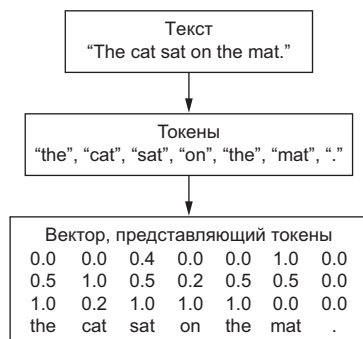 Текст
“The cat sat on the mat.”
Токены
“the”, “cat”, “sat”, “on”, “the”, “mat”, “.”
Вектор, представляющий токены
0.0 0.0 0.4 0.0 0.0 1.0 0.0
0.5 1.0 0.5 0.2 0.5 0.5 0.0
1.0 0.2 1.0 1.0 1.0 0.0 0.0
the cat sat on the mat .